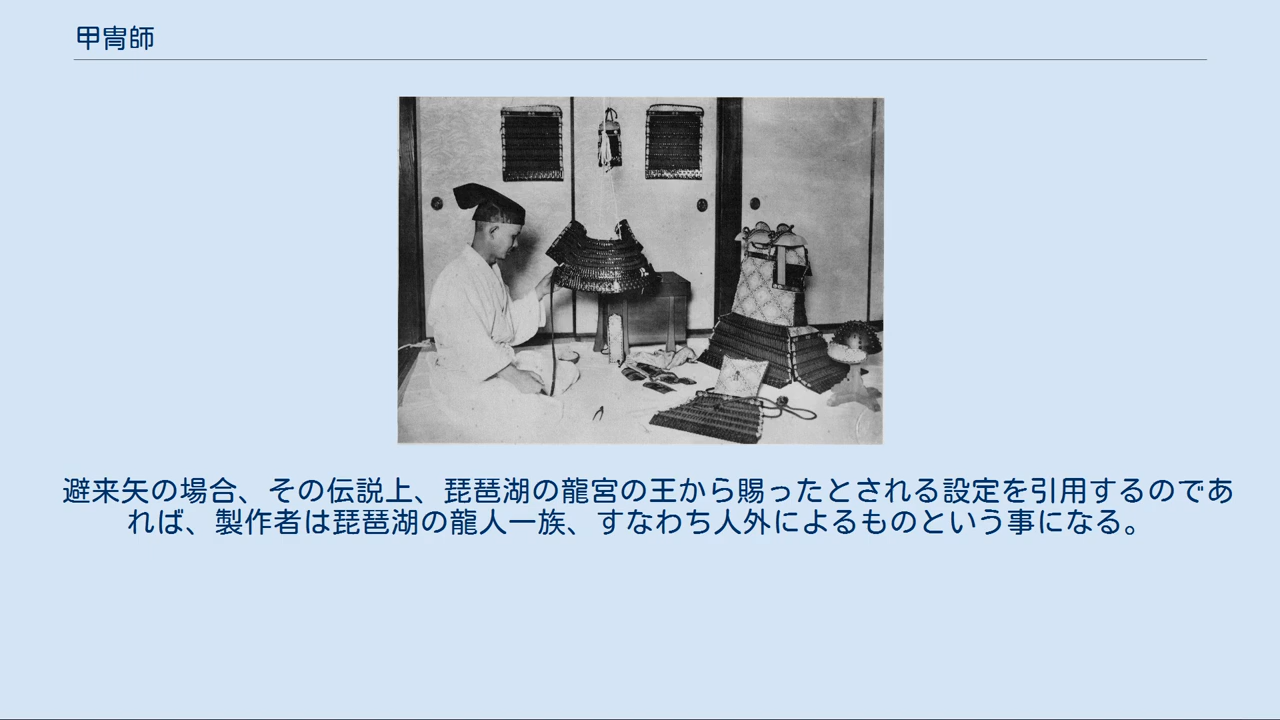 甲冑師
避来矢の場合、その伝説上、琵琶湖の龍宮の王から賜ったとされる設定を引用するのであ
れば、製作者は琵琶湖の龍人一族、すなわち人外によるものという事になる。